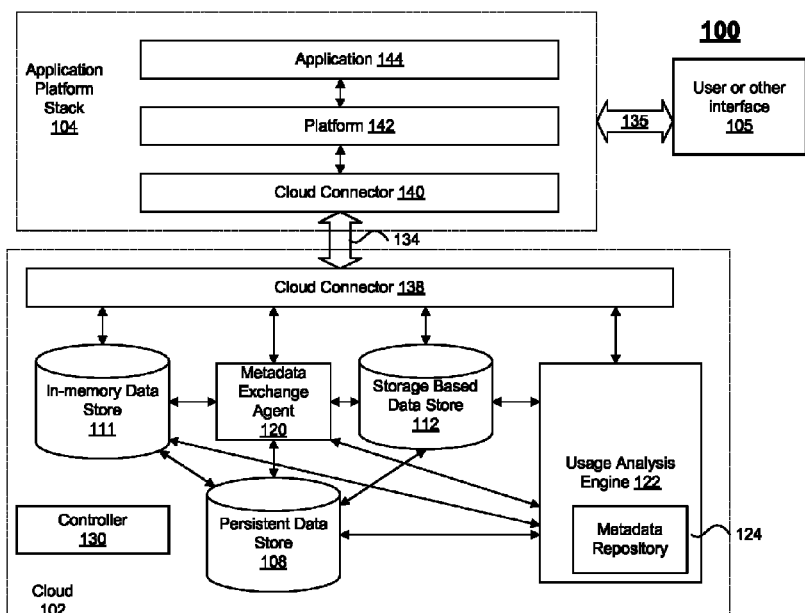 100
Application
Platform
Stack
104
Application 144
Platform 142
Cloud Connector 140
135
User or other
interface
105
134
Cloud Connector 138
In-memory Data
Store
111
Metadata
Exchange
Agent
120
Storage Based
Data Store
112
Usage Analysis
Engine 122
Metadata
Repository
124
Persistent Data
Store
108
Controller
130
Cloud
102